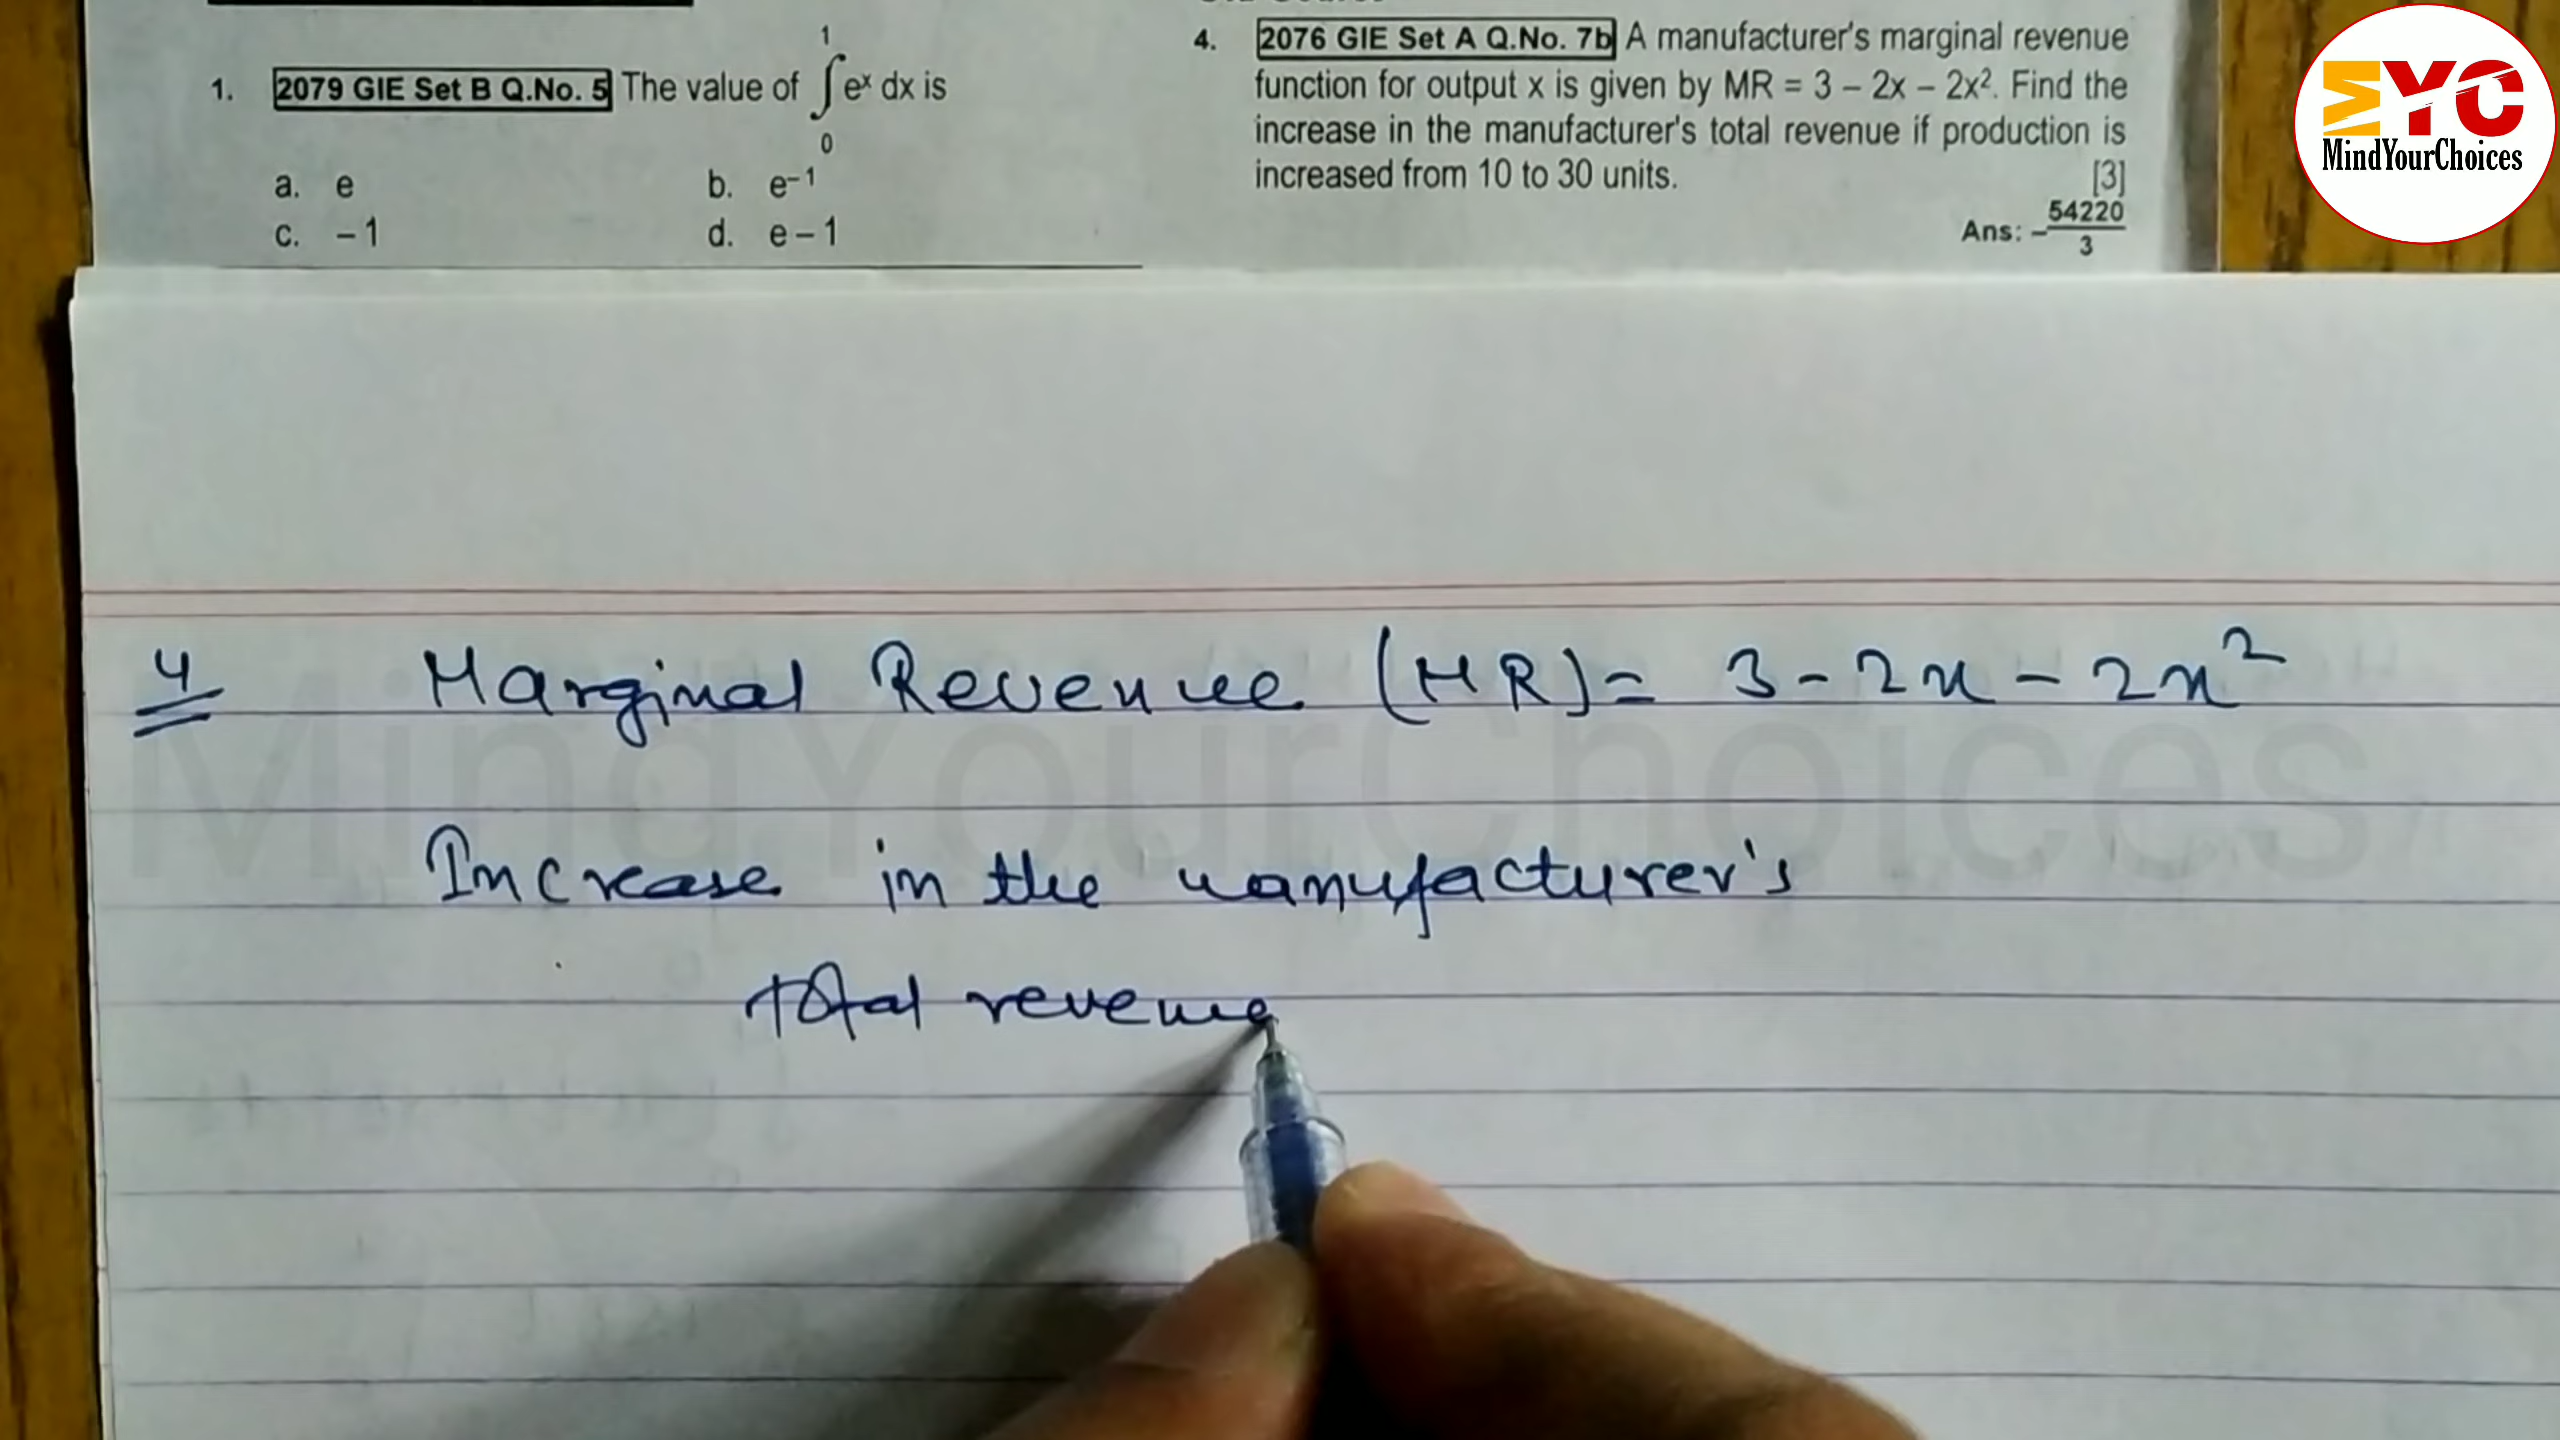 1. 2079 GIE Set B Q.No. 5 The value of ∫₀¹ eˣ dx is
a. e b. e⁻¹
c. – 1 d. e – 1
4. 2076 GIE Set A Q.No. 7b A manufacturer's marginal revenue
function for output x is given by MR = 3 – 2x – 2x². Find the
increase in the manufacturer's total revenue if production is
increased from 10 to 30 units. [3]
Ans: –54220/3
MYC
MindYourChoices
4 Marginal Revenue (MR) = 3 - 2x - 2x²
MindYourChoices
Increase in the manufacturer's
total revenue